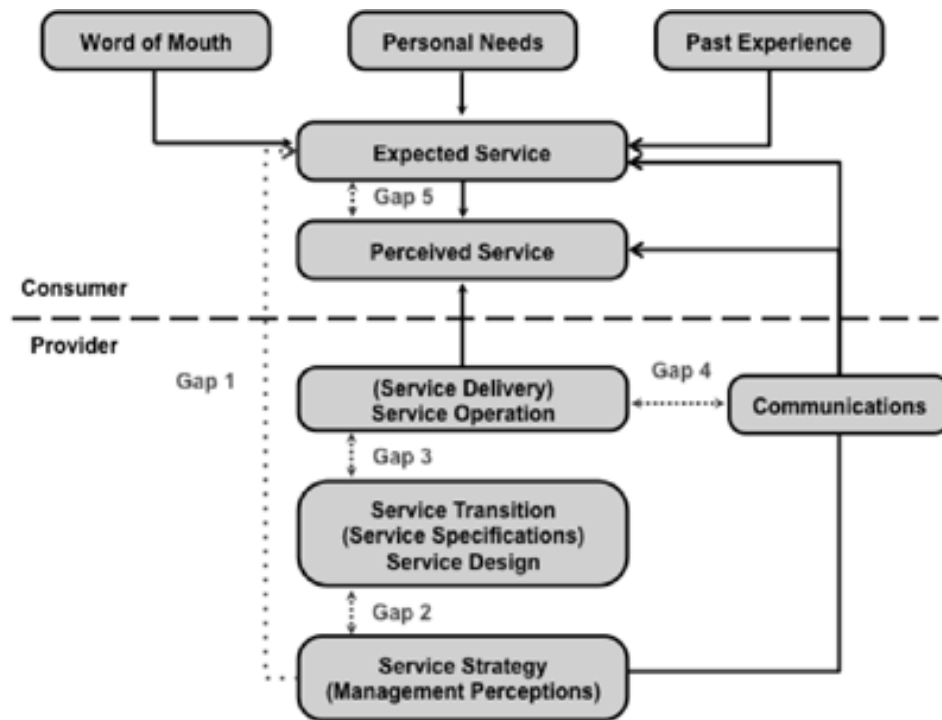 Word of Mouth
Personal Needs
Past Experience
Expected Service
Gap 5
Perceived Service
Consumer
Provider
Gap 1
(Service Delivery)
Service Operation
Gap 4
Communications
Gap 3
Service Transition
(Service Specifications)
Service Design
Gap 2
Service Strategy
(Management Perceptions)